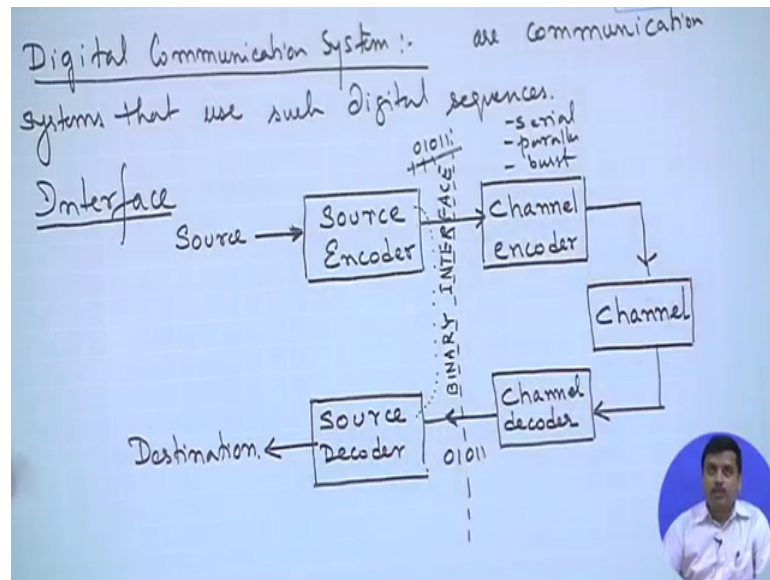 Digital Communication System:- are communication
systems that use such Digital sequences.
Interface
-serial
-paralle
- burst
01011
Source
Source
Encoder
BINARY INTERFACE
Channel
encoder
Channel
Channel
decoder
Source
Decoder
Destination.
01011